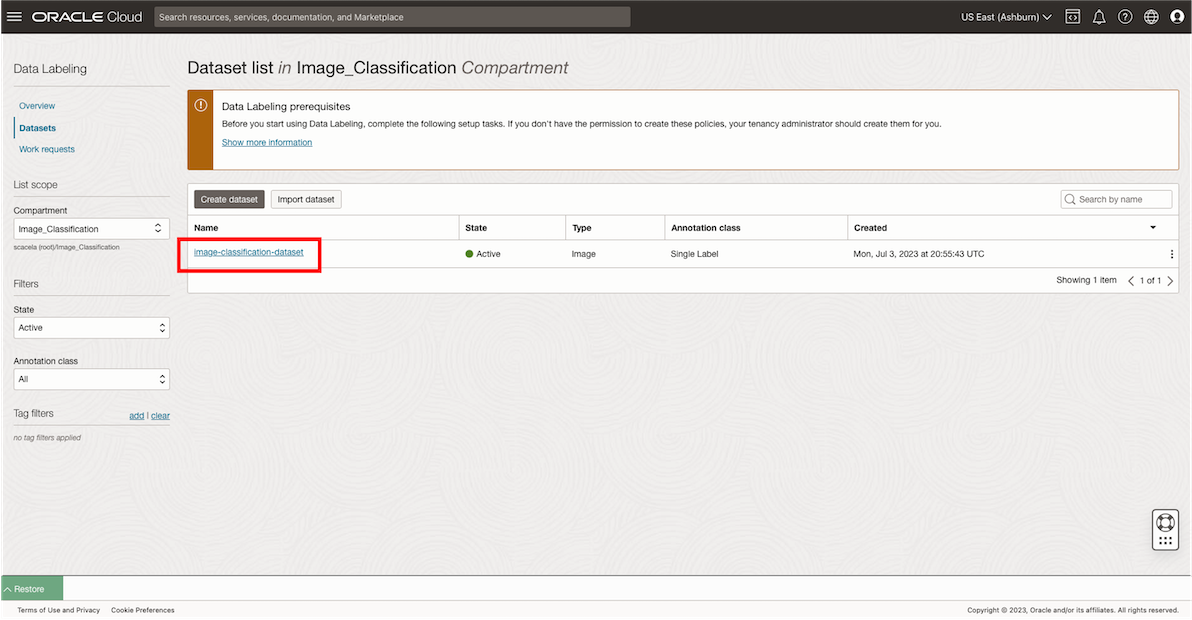 ORACLE Cloud
Search resources, services, documentation, and Marketplace
US East (Ashburn)
Data Labeling
Overview
Datasets
Work requests
List scope
Compartment
Image_Classification
scacela (root)/Image_Classification
Filters
State
Active
Annotation class
All
Tag filters
add | clear
no tag filters applied
Dataset list in Image_Classification Compartment
Data Labeling prerequisites
Before you start using Data Labeling, complete the following setup tasks. If you don't have the permission to create these policies, your tenancy administrator should create them for you.
Show more information
Create dataset Import dataset Search by name
Name State Type Annotation class Created
image-classification-dataset Active Image Single Label Mon, Jul 3, 2023 at 20:55:43 UTC
Showing 1 item 1 of 1
Restore
Terms of Use and Privacy Cookie Preferences Copyright © 2023, Oracle and/or its affiliates. All rights reserved.